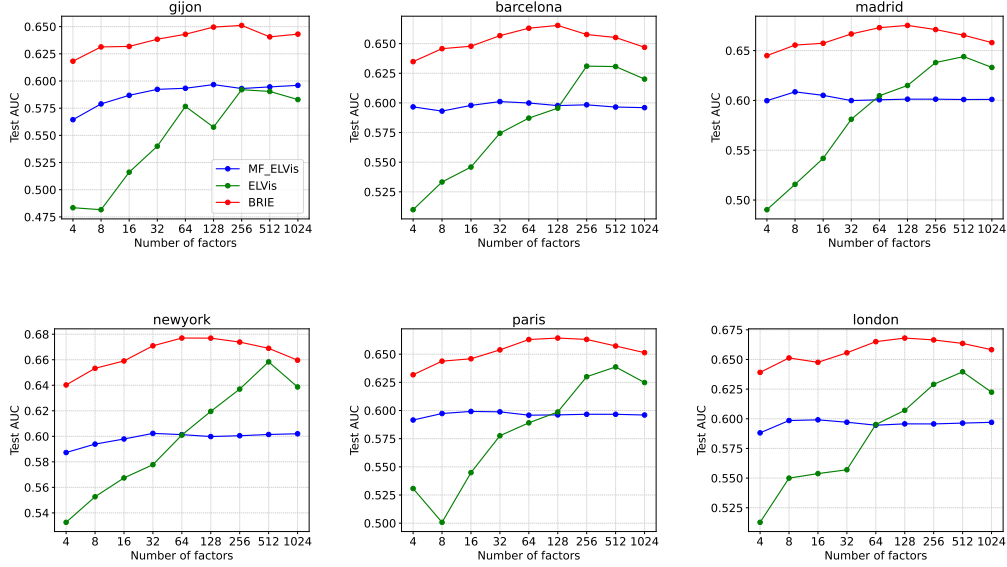 gijon
0.650
0.625
0.600
0.575
0.550
0.525
0.500
0.475
Test AUC
MF_ELVis
ELVis
BRIE
4 8 16 32 64 128 256 512 1024
Number of factors
barcelona
0.650
0.625
0.600
0.575
0.550
0.525
Test AUC
4 8 16 32 64 128 256 512 1024
Number of factors
madrid
0.65
0.60
0.55
0.50
Test AUC
4 8 16 32 64 128 256 512 1024
Number of factors
newyork
0.68
0.66
0.64
0.62
0.60
0.58
0.56
0.54
Test AUC
4 8 16 32 64 128 256 512 1024
Number of factors
paris
0.650
0.625
0.600
0.575
0.550
0.525
0.500
Test AUC
4 8 16 32 64 128 256 512 1024
Number of factors
london
0.675
0.650
0.625
0.600
0.575
0.550
0.525
Test AUC
4 8 16 32 64 128 256 512 1024
Number of factors